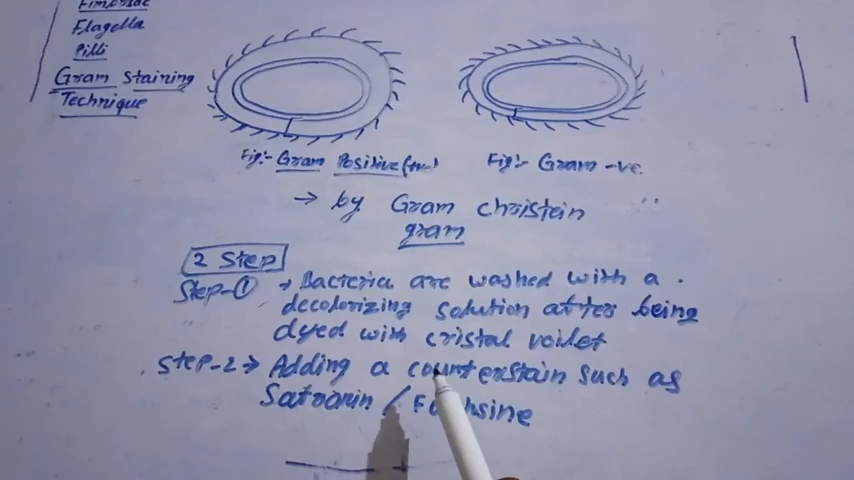 Fimbriae
Flagella
Pilli
Gram Staining
Technique
Fig:- Gram Positive (+ve)
Fig:- Gram -ve.
→ by Gram christein
gram
2 Step
Step-① → Bacteria are washed with a
decolorizing solution after being
dyed with cristal voilet
Step-2 → Adding a counterstain such as
Satranin / Fuchsine